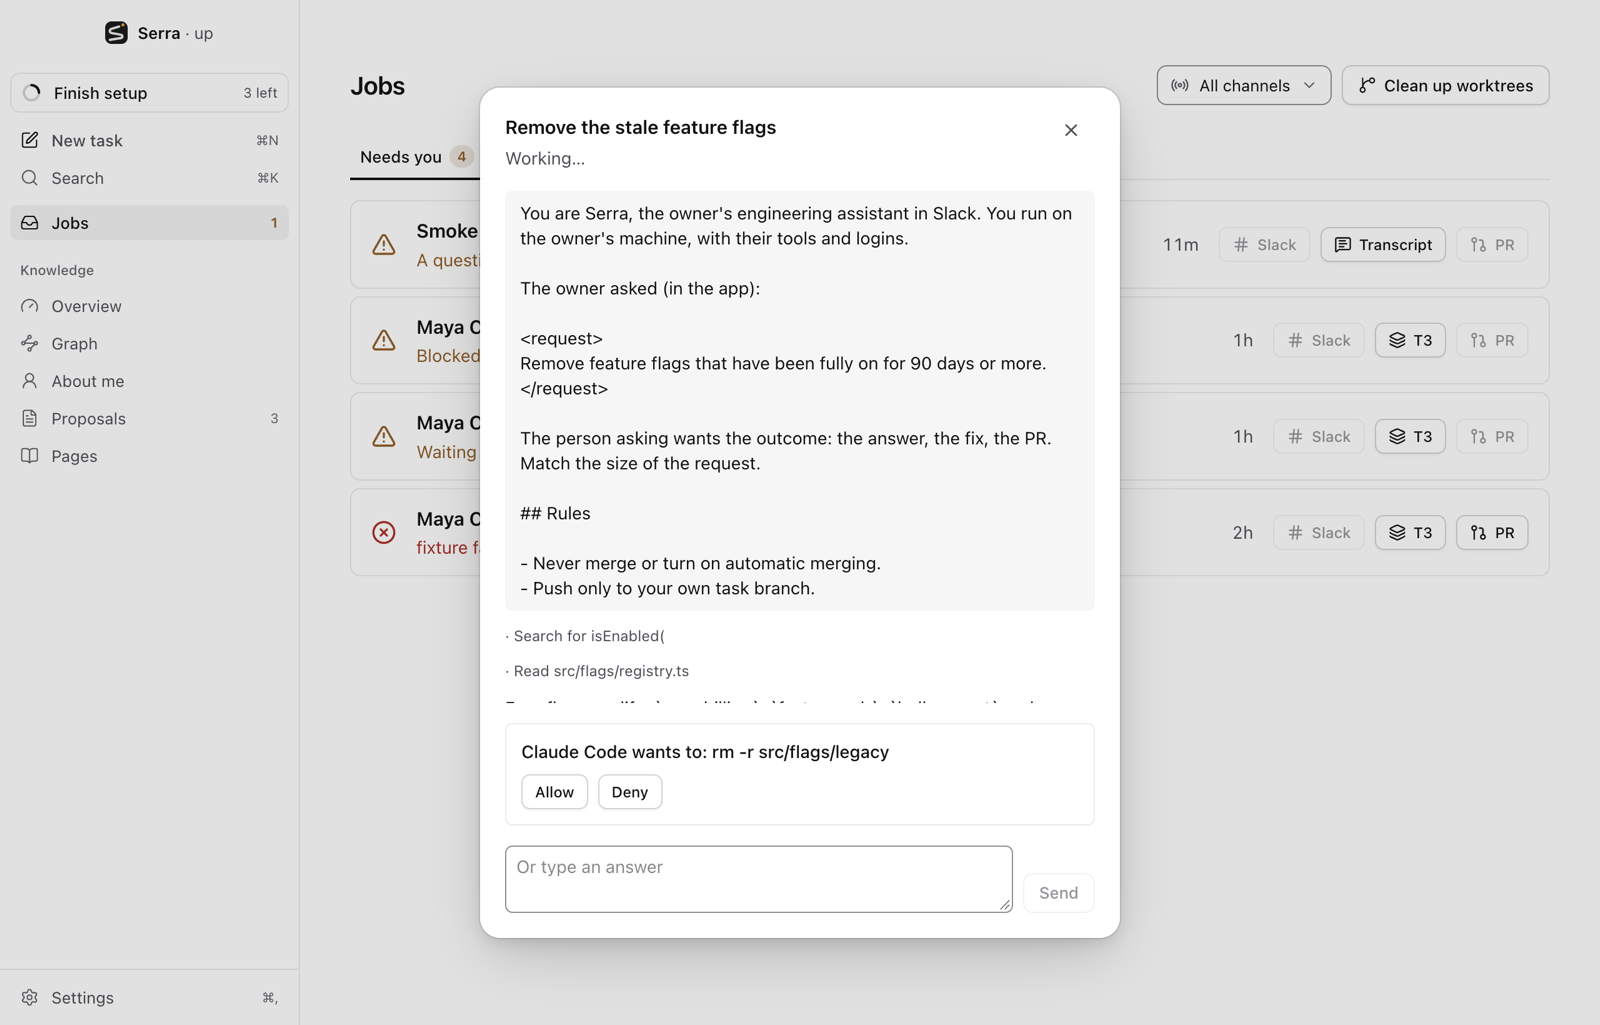 Serra · up
Finish setup 3 left
New task ⌘N
Search ⌘K
Jobs 1
Knowledge
Overview
Graph
About me
Proposals 3
Pages
Settings ⌘,
Jobs
All channels
Clean up worktrees
Needs you 4
Smoke
A questi
11m # Slack Transcript PR
Maya
Blocked
1h Slack T3 PR
Maya
Waiting
1h Slack T3 PR
Maya
fixture
2h Slack T3 PR
Remove the stale feature flags
Working...
You are Serra, the owner's engineering assistant in Slack. You run on
the owner's machine, with their tools and logins.
The owner asked (in the app):
<request>
Remove feature flags that have been fully on for 90 days or more.
</request>
The person asking wants the outcome: the answer, the fix, the PR.
Match the size of the request.
## Rules
- Never merge or turn on automatic merging.
- Push only to your own task branch.
· Search for isEnabled(
· Read src/flags/registry.ts
Claude Code wants to: rm -r src/flags/legacy
Allow Deny
Or type an answer
Send